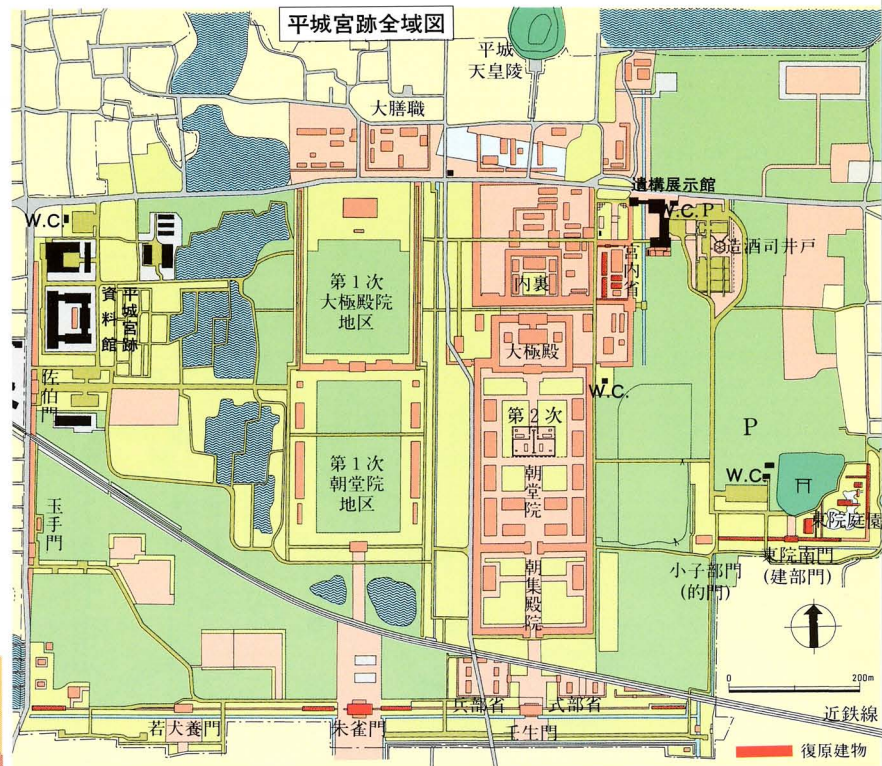 平城宮跡全域図
平城
天皇陵
大膳職
遺構展示館
W.C.
W.C. P
造酒司井戸
宮内省
内裏
第1次
大極殿院
地区
平城宮跡
資料館
大極殿
佐伯門
W.C.
第2次
朝堂院
P
第1次
朝堂院
地区
W.C.
玉手門
東院庭園
東院南門
(建部門)
小子部門
(的門)
朝集殿院
兵部省
式部省
0
200m
近鉄線
若犬養門
朱雀門
壬生門
復原建物